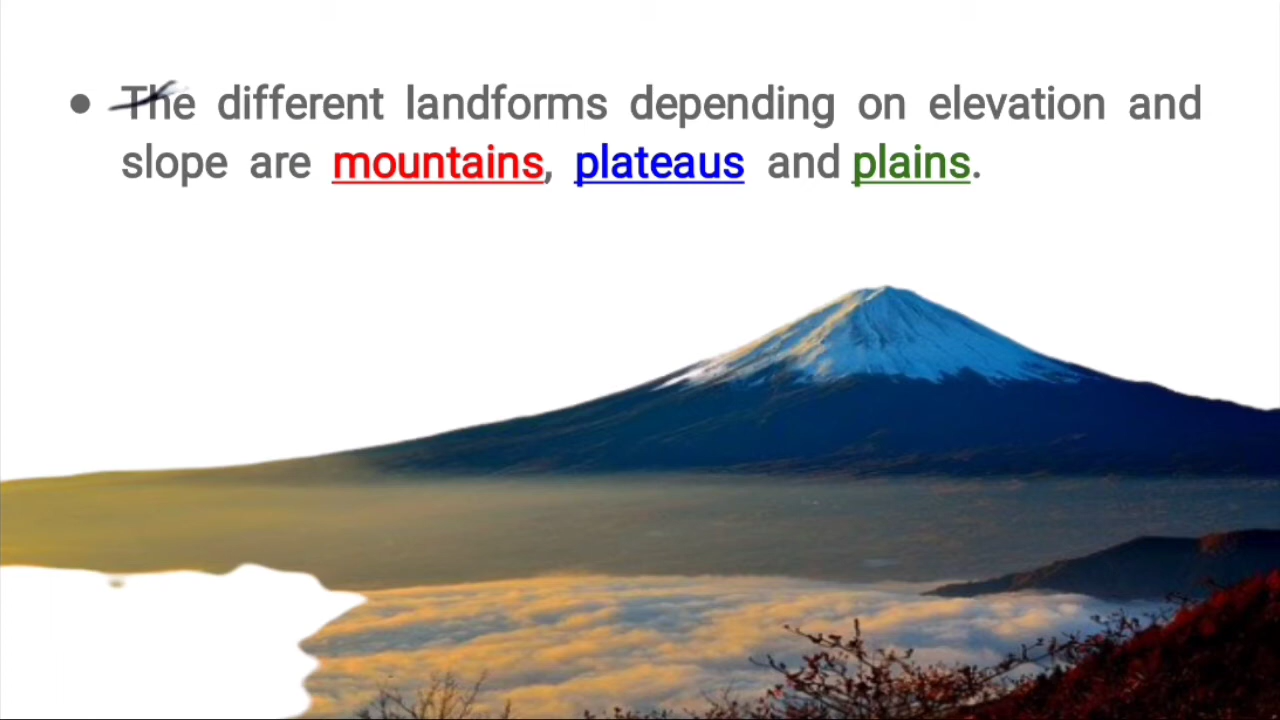 ● The different landforms depending on elevation and
slope are mountains, plateaus and plains.